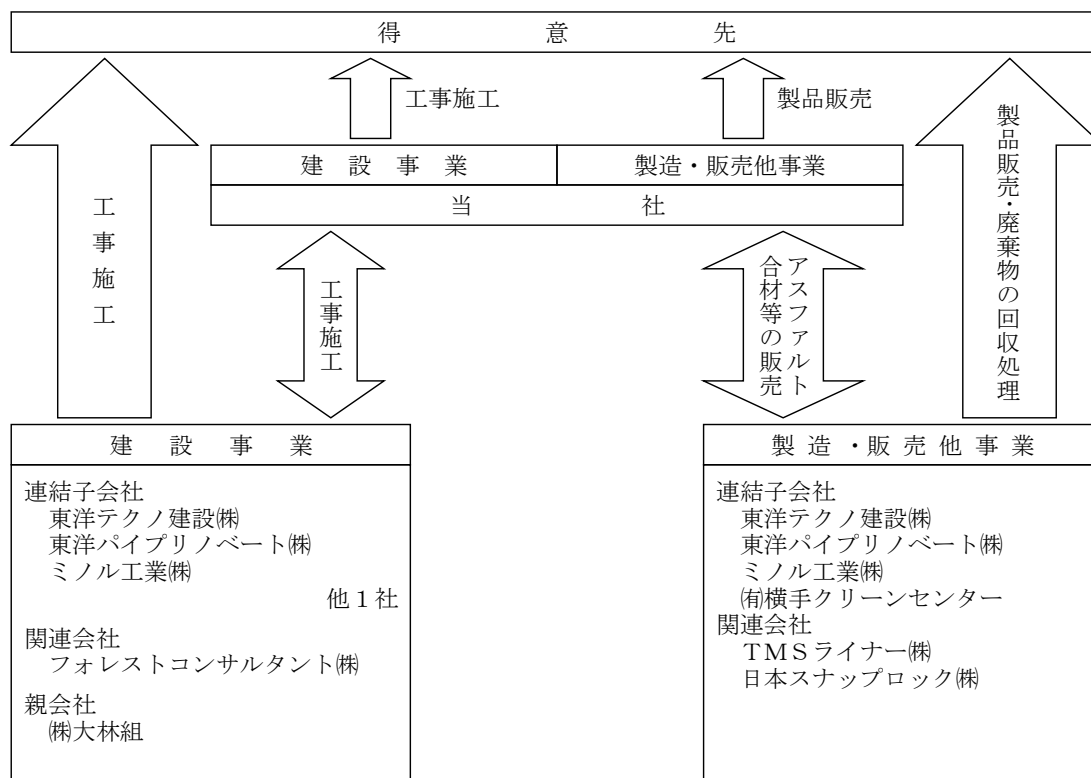 得意先
工事施工
製品販売
建設事業
製造・販売他事業
当社
工事施工
工事施工
アスファルト
合材等の販売
製品販売・廃棄物の回収処理
建設事業
連結子会社
東洋テクノ建設㈱
東洋パイプリノベート㈱
ミノル工業㈱
他１社
関連会社
フォレストコンサルタント㈱
親会社
㈱大林組
製造・販売他事業
連結子会社
東洋テクノ建設㈱
東洋パイプリノベート㈱
ミノル工業㈱
㈲横手クリーンセンター
関連会社
ＴＭＳライナー㈱
日本スナップロック㈱